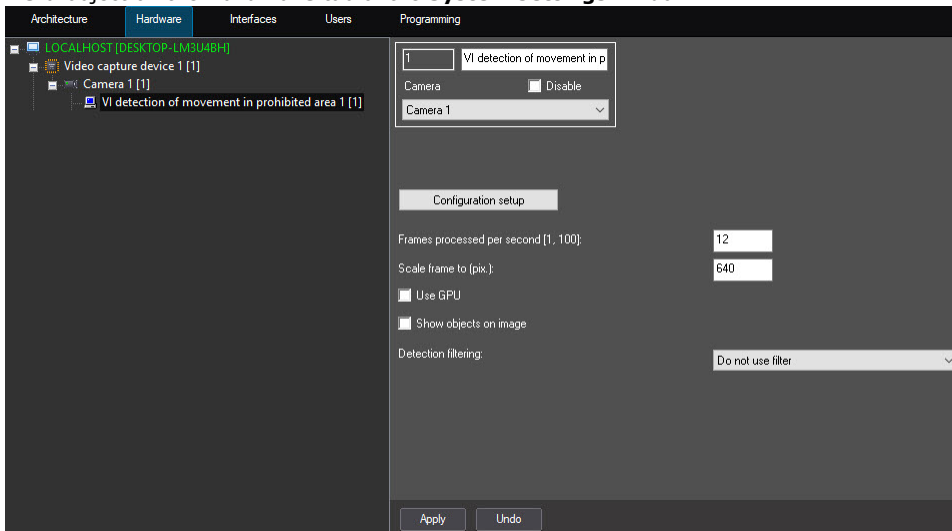 Architecture Hardware Interfaces Users Programming
LOCALHOST [DESKTOP-LM3U4BH]
Video capture device 1 [1]
Camera 1 [1]
VI detection of movement in prohibited area 1 [1]
1 VI detection of movement in p
Camera Disable
Camera 1
Configuration setup
Frames processed per second [1, 100]: 12
Scale frame to (pix.): 640
Use GPU
Show objects on image
Detection filtering: Do not use filter
Apply Undo